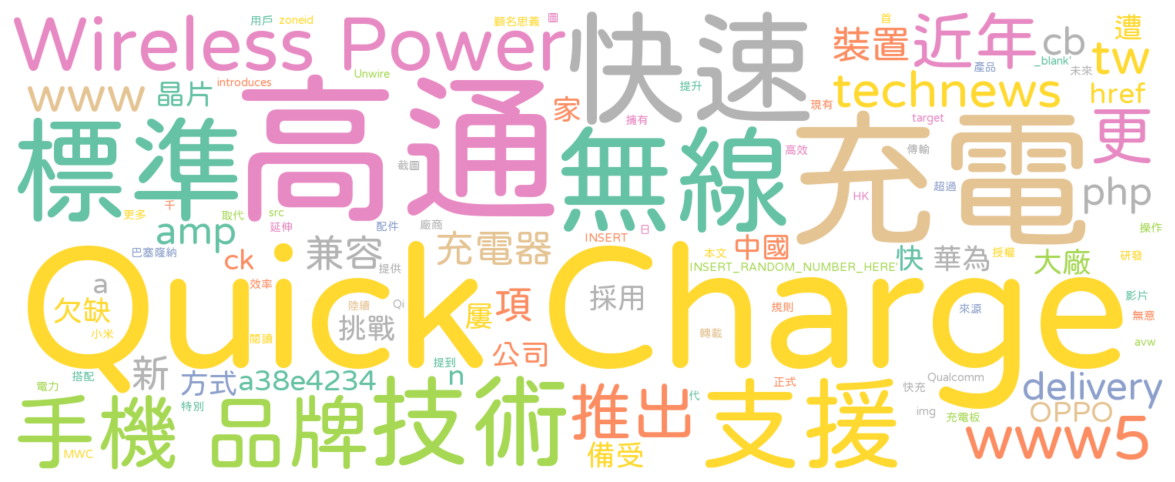 Wireless Power
快速
裝置
近年
cb
遭
tw
用戶
zoneid
顧名思義
圖
首
_blank'
未來
www
晶片
introduces
Unwire
提升
現有
technews
產品
href
高通
家
擁有
target
更
標準
無線
充電
截圖
高效
傳輸
超過
php
HK
更多
千
取代
src
延伸
配件
廠商
INSERT
日
操作
amp
巴塞隆納
兼容
充電器
中國
本文
INSERT_RANDOM_NUMBER_HERE'
快
華為
授權
大廠
研發
ck
效率
提供
Quick Charge
a
欠缺
小米
陸續
Qi
挑戰
屢
項
採用
規則
來源
影片
無意
閱讀
轉載
avw
公司
新
方式
a38e4234
提到
n
電力
搭配
特別
代
正式
快充
Qualcomm
delivery
手機
品牌
技術
推出
支援
img
充電板
OPPO
MWC
備受
www5